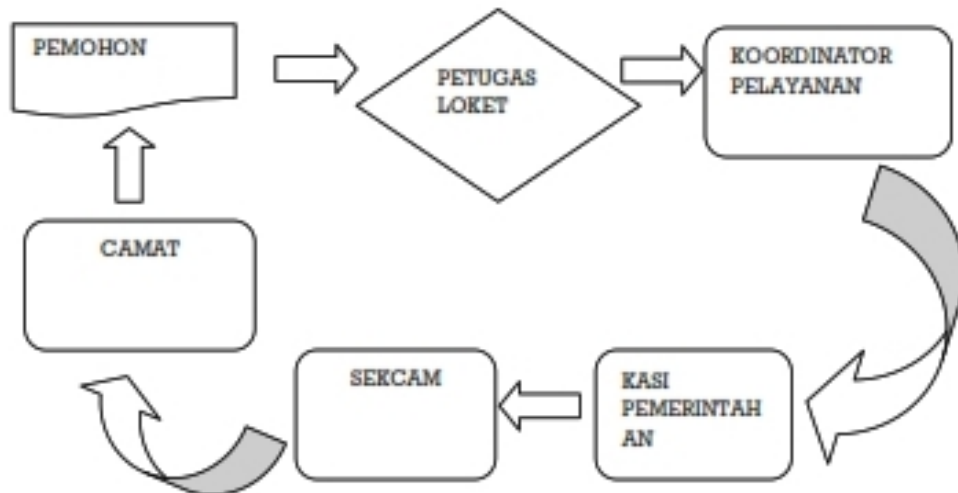 PEMOHON
PETUGAS
LOKET
KOORDINATOR
PELAYANAN
KASI
PEMERINTAH
AN
SEKCAM
CAMAT